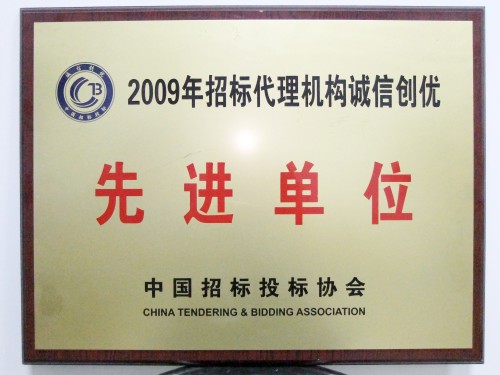 2009年招标代理机构诚信创优
先进单位
中国招标投标协会
CHINA TENDERING & BIDDING ASSOCIATION